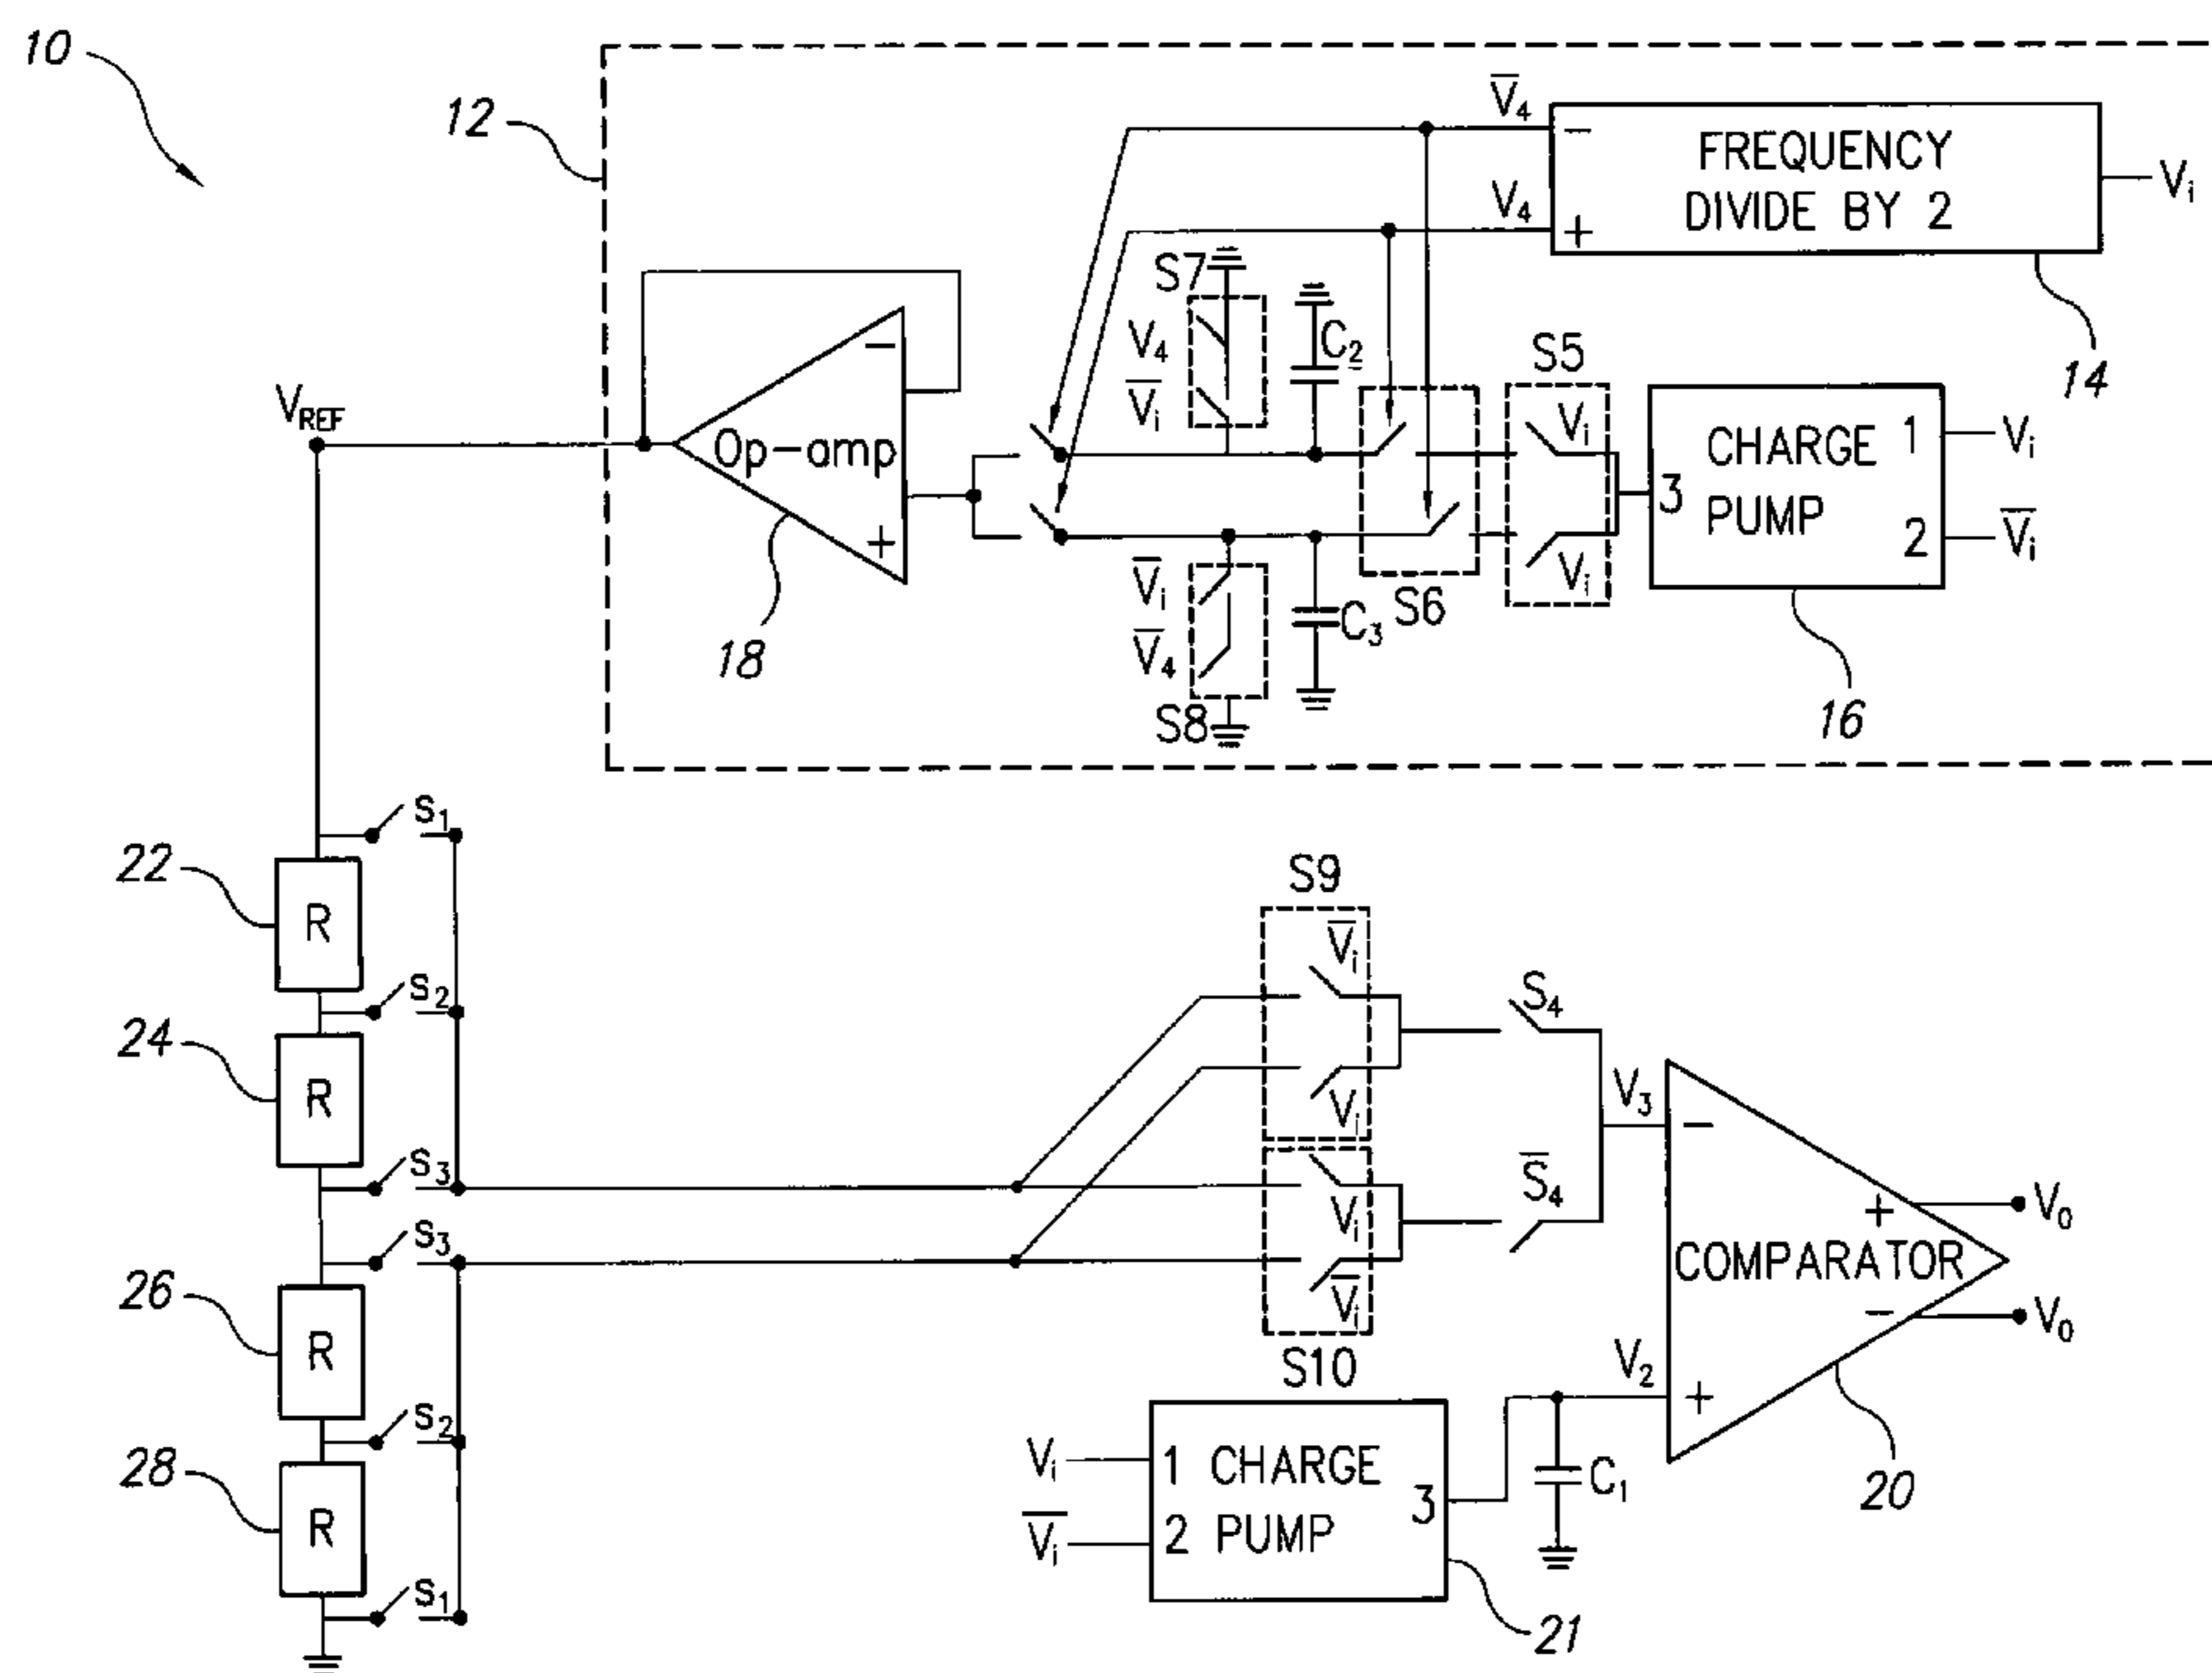 10
12
V̅4
FREQUENCY
DIVIDE BY 2
Vi
V4
−
+
14
S7
V4
V̅i
C2
S5
Vi
Vi
CHARGE
PUMP
1
2
3
Vi
V̅i
16
S6
VREF
Op-amp
−
+
18
V̅i
V̅4
S8
C3
S1
22
R
S2
24
R
S3
S3
26
R
S2
28
R
S1
S9
V̅i
Vi
Vi
V̅i
S10
S4
S̅4
V3
−
COMPARATOR
+
−
V0
V0
V2
+
20
Vi
V̅i
1 CHARGE
2 PUMP
3
C1
21